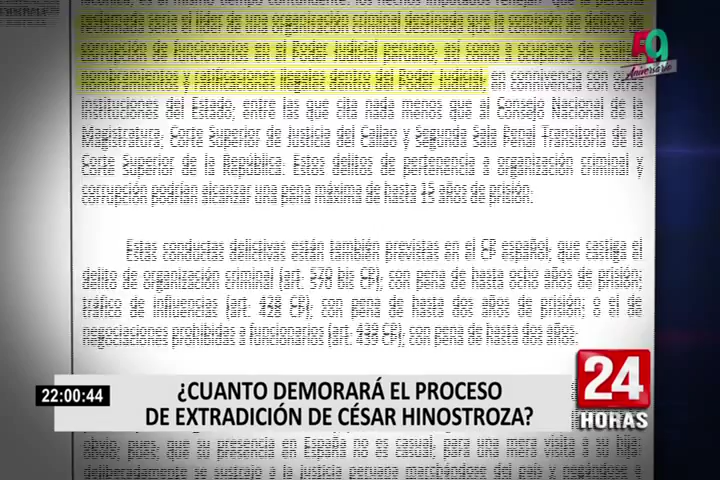 reclamada sería el líder de una organización criminal destinada que la comisión de delitos de
corrupción de funcionarios en el Poder Judicial peruano, así como a ocuparse de
nombramientos y ratificaciones ilegales dentro del Poder Judicial, en connivencia con otras
instituciones del Estado, entre las que cita nada menos que al Consejo Nacional de la
Magistratura; Corte Superior de Justicia del Callao y Segunda Sala Penal Transitoria de la
Corte Superior de la República. Estos delitos de pertenencia a organización criminal y
corrupción podrían alcanzar una pena máxima de hasta 15 años de prisión.
Estas conductas delictivas están también previstas en el CP español, que castiga el
delito de organización criminal (art. 570 bis CP), con pena de hasta ocho años de prisión;
tráfico de influencias (art. 428 CP), con pena de hasta dos años de prisión; o el de
negociaciones prohibidas a funcionarios (art. 439 CP), con pena de hasta dos años.
59
Aniversario
22:00:44
¿CUANTO DEMORARÁ EL PROCESO
DE EXTRADICIÓN DE CÉSAR HINOSTROZA?
24
HORAS
obvio; pues, que su presencia en España no es casual, para una mera visita a su hija;
deliberadamente se sustrajo a la justicia peruana marchándose del país y negándose a